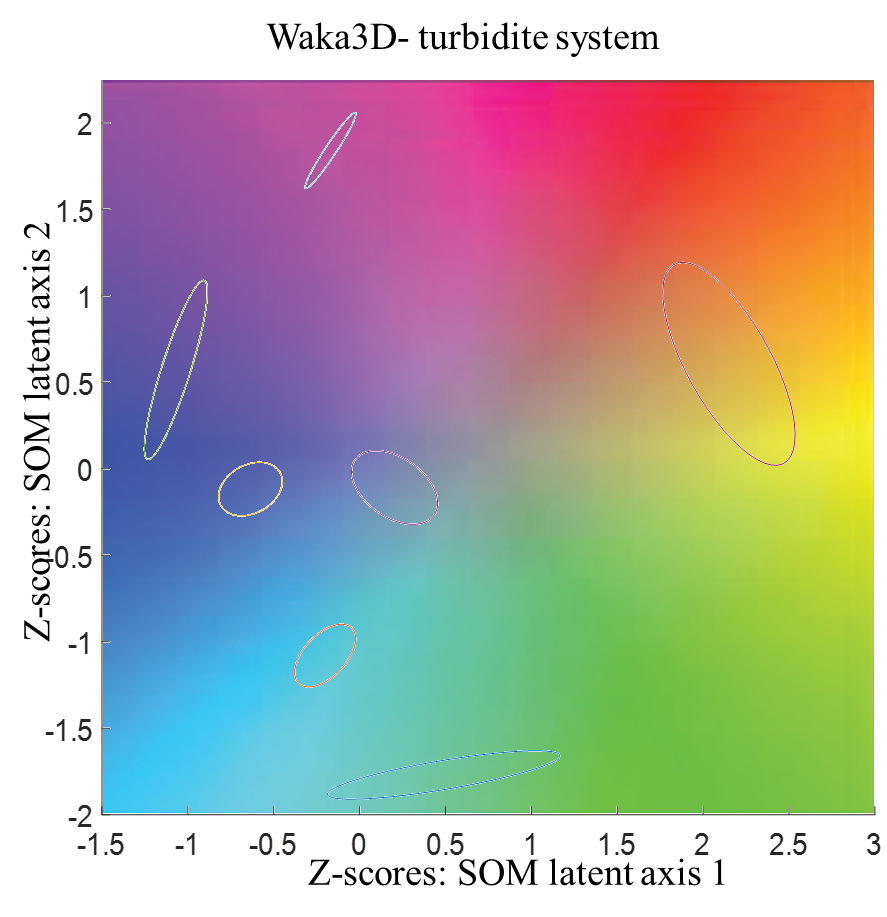 Waka3D- turbidite system
Z-scores: SOM latent axis 2
2
1.5
1
0.5
0
-0.5
-1
-1.5
-2
-1.5 -1 -0.5 0 0.5 1 1.5 2 2.5 3
Z-scores: SOM latent axis 1